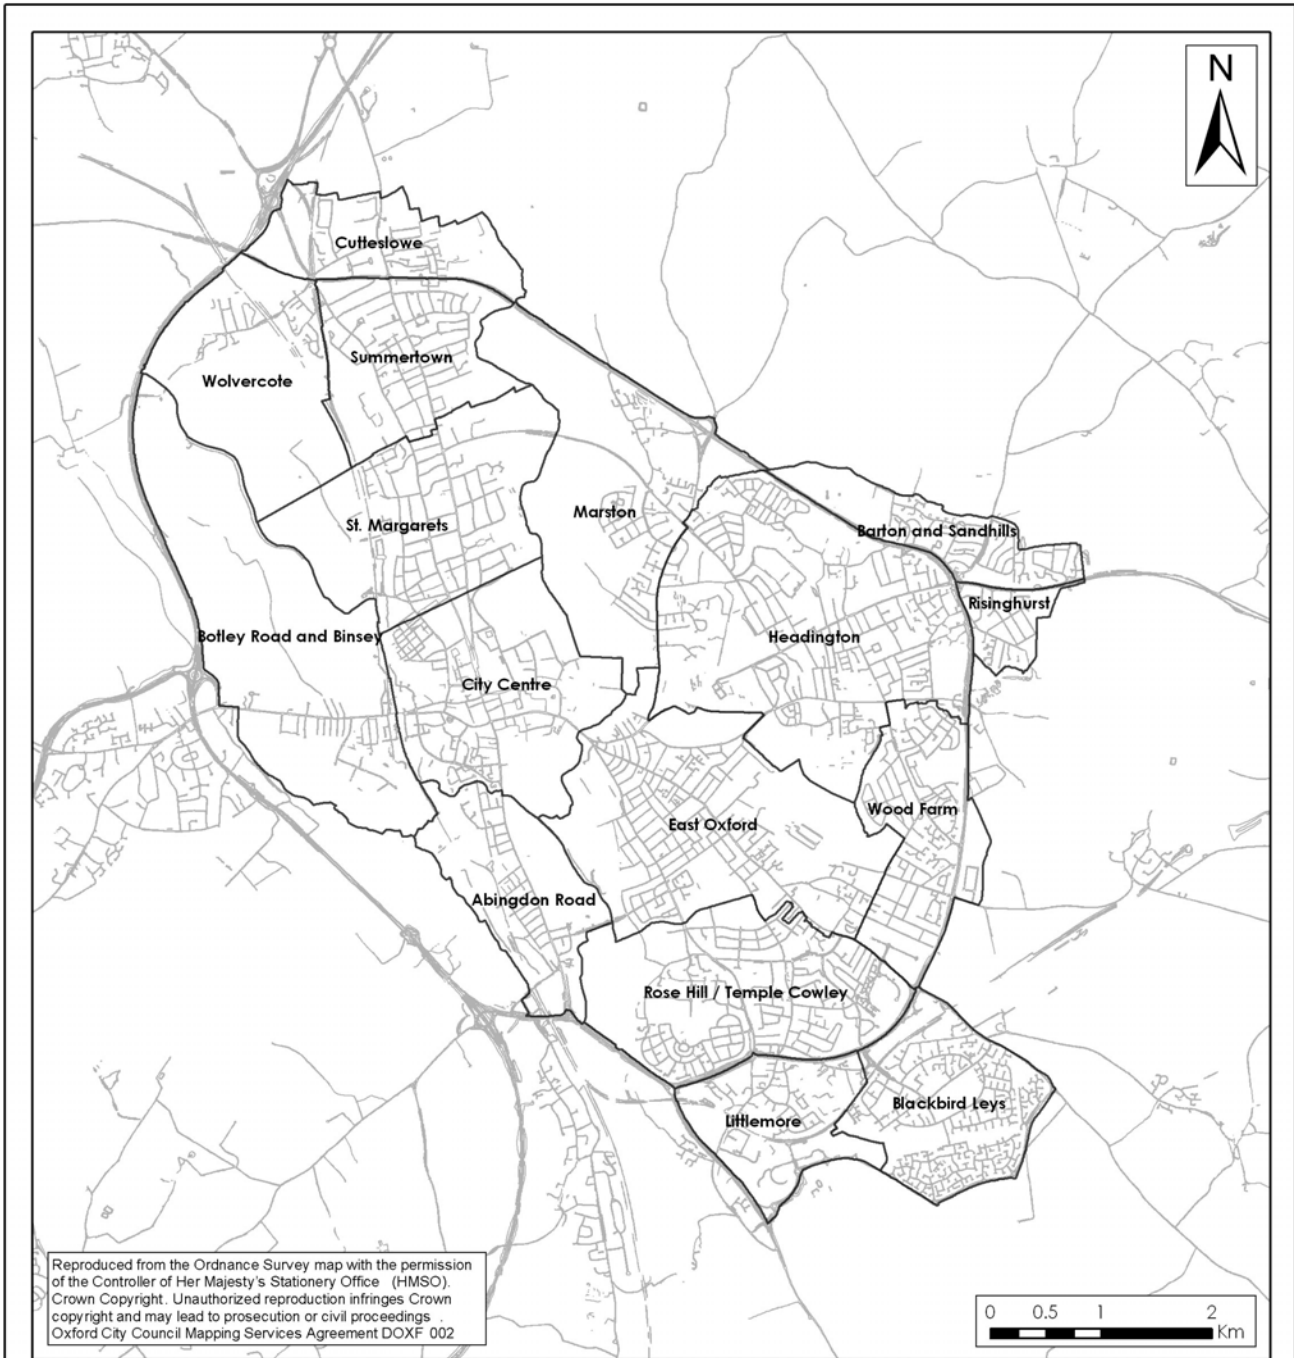 N
Cutteslowe
Summertown
Wolvercote
St. Margarets
Marston
Barton and Sandhills
Risinghurst
Botley Road and Binsey
Headington
City Centre
Wood Farm
East Oxford
Abingdon Road
Rose Hill / Temple Cowley
Blackbird Leys
Littlemore
Reproduced from the Ordnance Survey map with the permission
of the Controller of Her Majesty's Stationery Office (HMSO).
Crown Copyright. Unauthorized reproduction infringes Crown
copyright and may lead to prosecution or civil proceedings .
Oxford City Council Mapping Services Agreement DOXF 002
0 0.5 1 2
Km